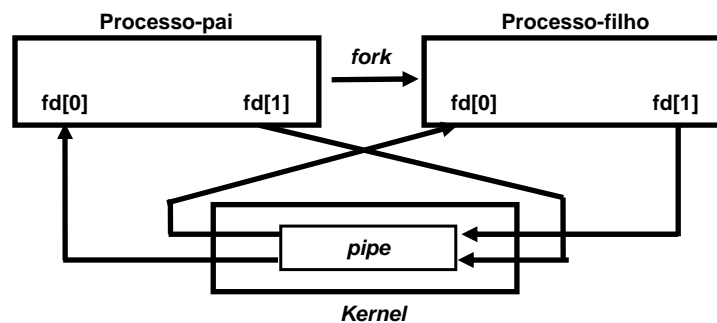 Processo-pai
Processo-filho
fork
fd[0]
fd[1]
fd[0]
fd[1]
pipe
Kernel